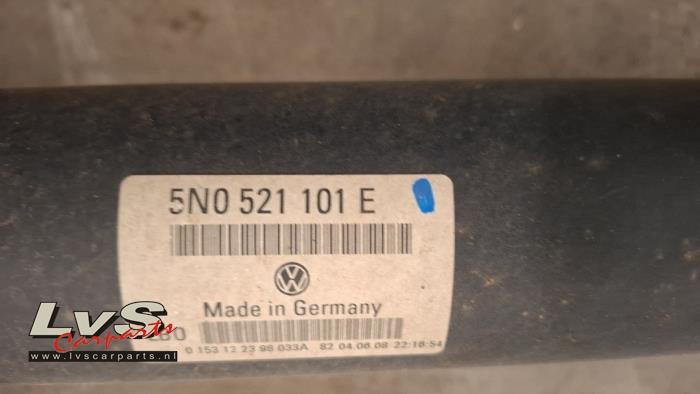 5N0 521 101 E
Made in Germany
0 153 12 23 98 033A 82 04.06.08 22:16:54
LvS
Carparts
www.lvscarparts.nl